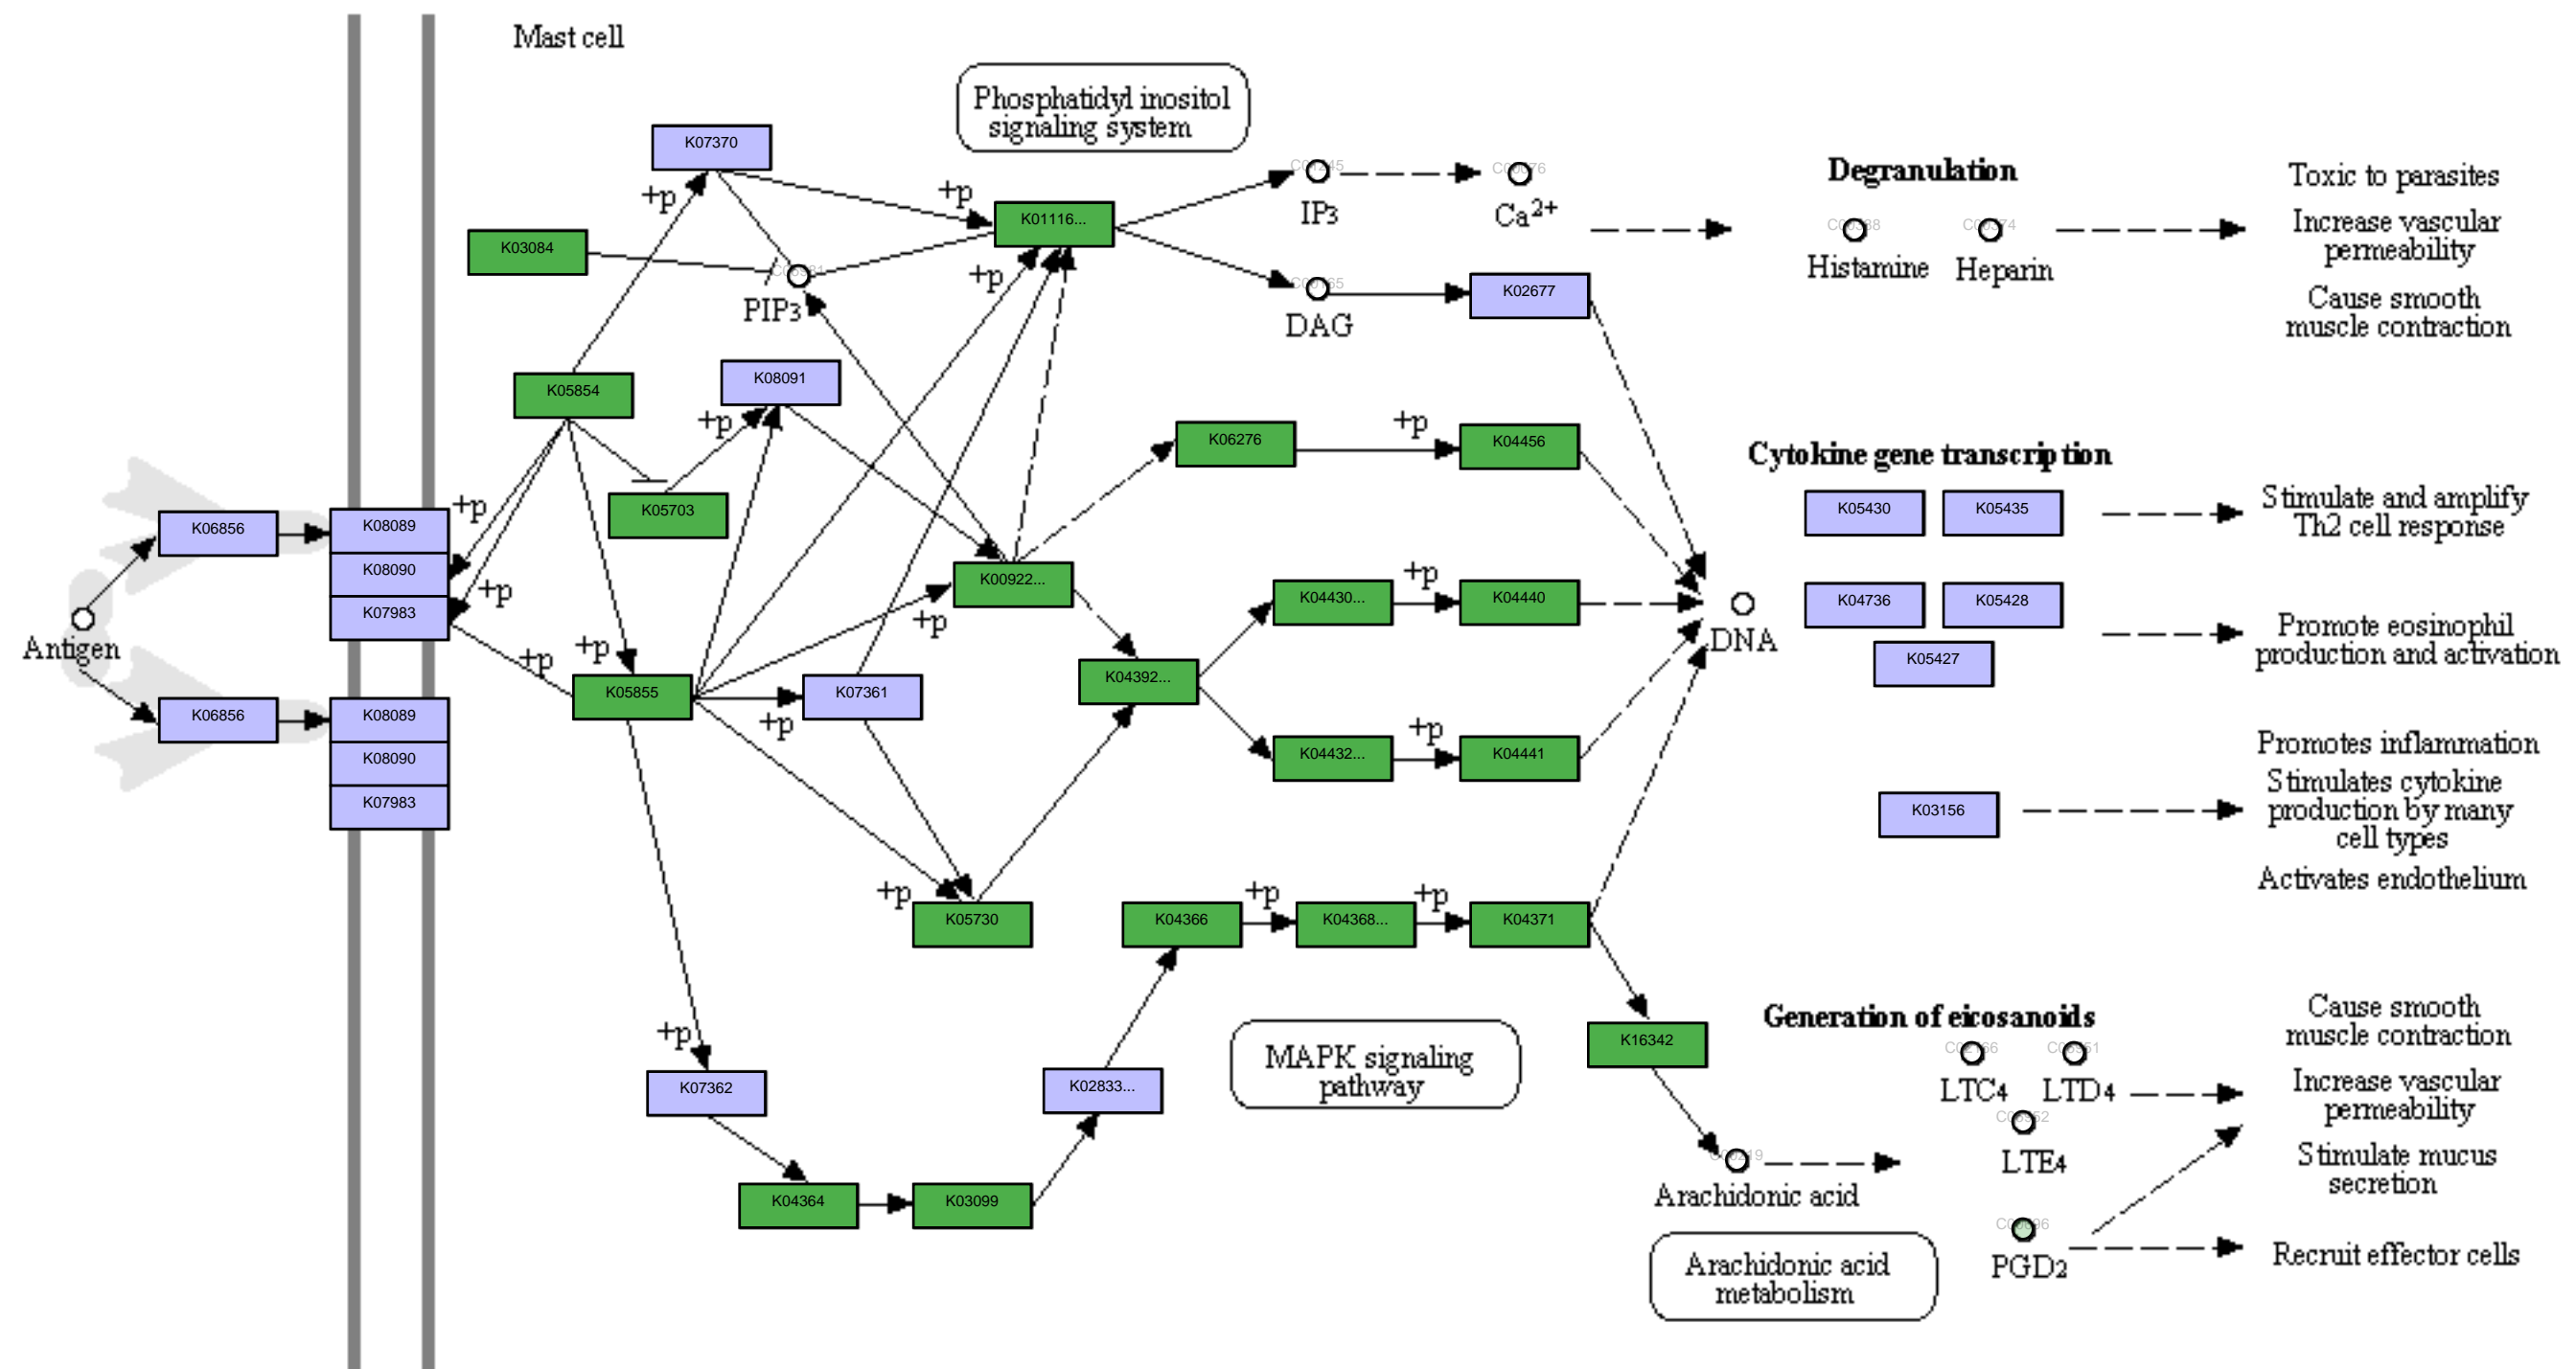 Mast cell
Phosphatidyl inositol
signaling system
K07370
+p
+p
K03084
K01116...
+p
PIP3
IP3
Ca2+
DAG
K02677
Degranulation
Histamine
Heparin
Toxic to parasites
Increase vascular
permeability
Cause smooth
muscle contraction
K05854
K08091
+p
K05703
K06276
+p
K04456
Antigen
K06856
K08089
K08090
K07983
+p
+p
+p
K06856
K08089
K08090
K07983
+p
K05855
+p
K07361
K00922...
+p
K04392...
K04430...
+p
K04440
K04432...
+p
K04441
DNA
Cytokine gene transcription
K05430
K05435
Stimulate and amplify
Th2 cell response
K04736
K05428
K05427
Promote eosinophil
production and activation
Promotes inflammation
Stimulates cytokine
production by many
cell types
Activates endothelium
K03156
+p
K05730
K04366
+p
K04368...
+p
K04371
+p
K07362
K04364
K03099
K02833...
MAPK signaling
pathway
K16342
Arachidonic acid
Arachidonic acid
metabolism
Generation of eicosanoids
LTC4
LTD4
LTE4
PGD2
Cause smooth
muscle contraction
Increase vascular
permeability
Stimulate mucus
secretion
Recruit effector cells